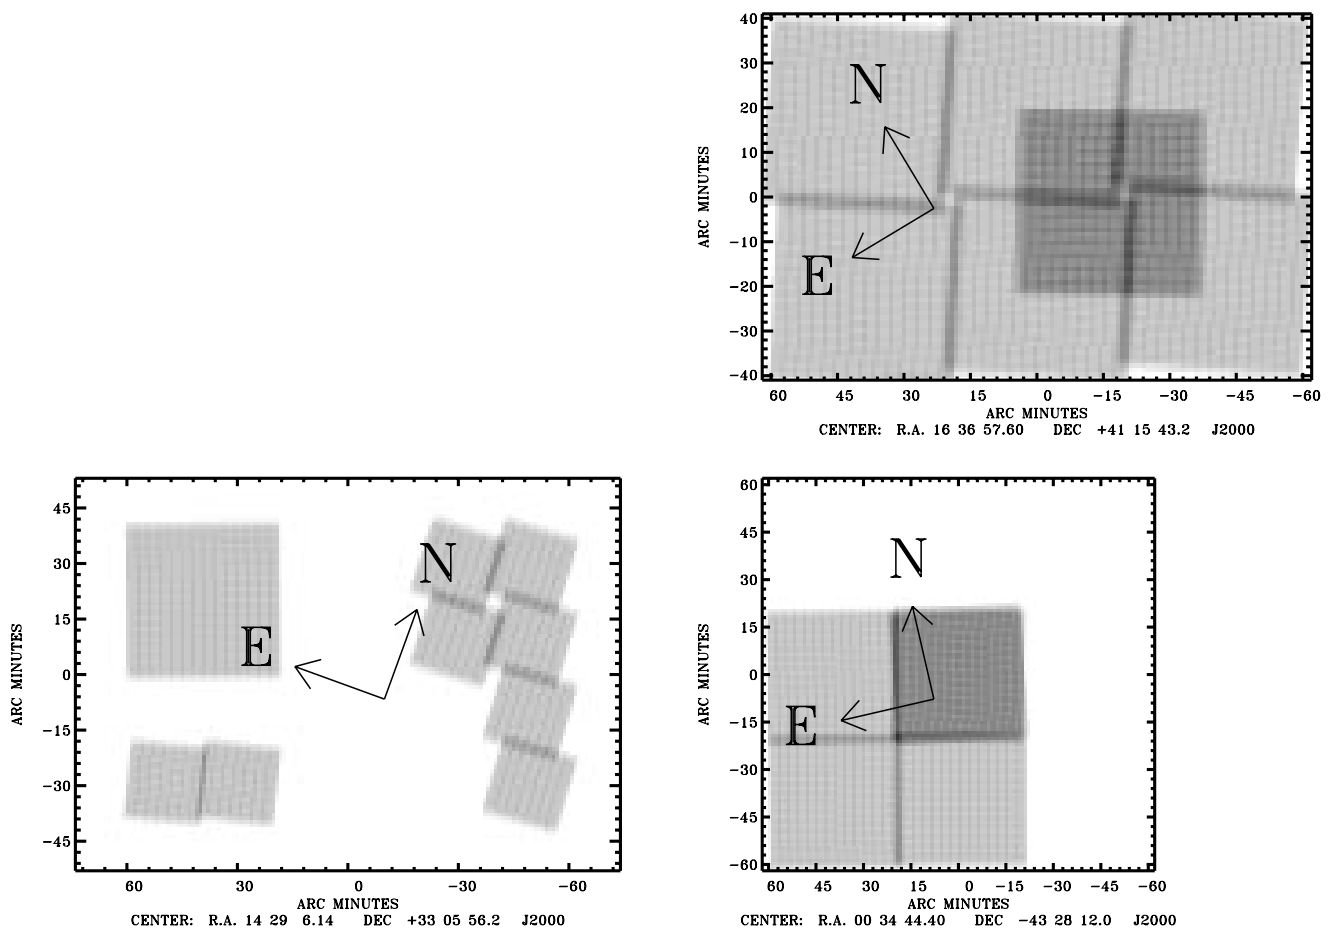 40
30
20
10
0
−10
−20
−30
−40
ARC MINUTES
N
E
60 45 30 15 0 −15 −30 −45 −60
ARC MINUTES
CENTER: R.A. 16 36 57.60 DEC +41 15 43.2 J2000
45
30
15
0
−15
−30
−45
ARC MINUTES
N
E
60 30 0 −30 −60
ARC MINUTES
CENTER: R.A. 14 29 6.14 DEC +33 05 56.2 J2000
60
45
30
15
0
−15
−30
−45
−60
ARC MINUTES
N
E
60 45 30 15 0 −15 −30 −45 −60
ARC MINUTES
CENTER: R.A. 00 34 44.40 DEC −43 28 12.0 J2000